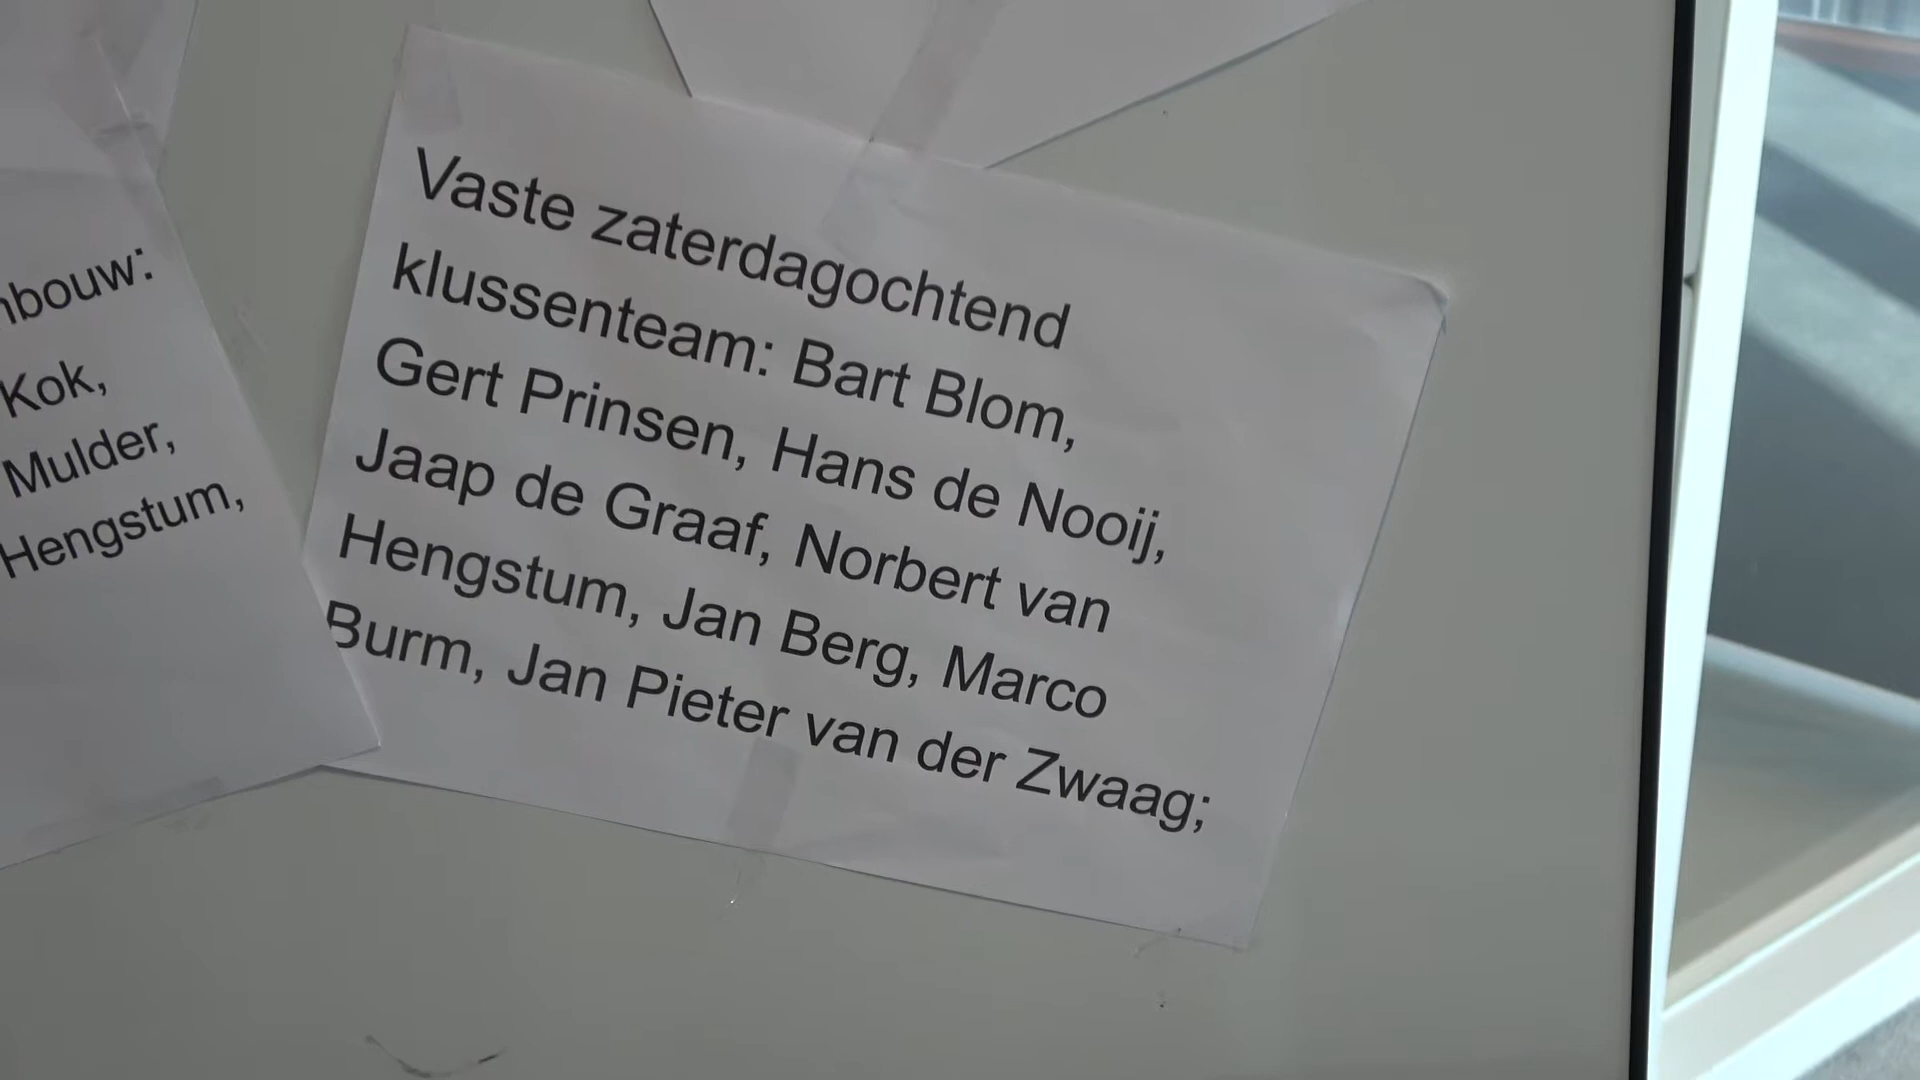 Kok,
Mulder,
Hengstum,
Vaste zaterdagochtend
klussenteam: Bart Blom,
Gert Prinsen, Hans de Nooij,
Jaap de Graaf, Norbert van
Hengstum, Jan Berg, Marco
Burm, Jan Pieter van der Zwaag;